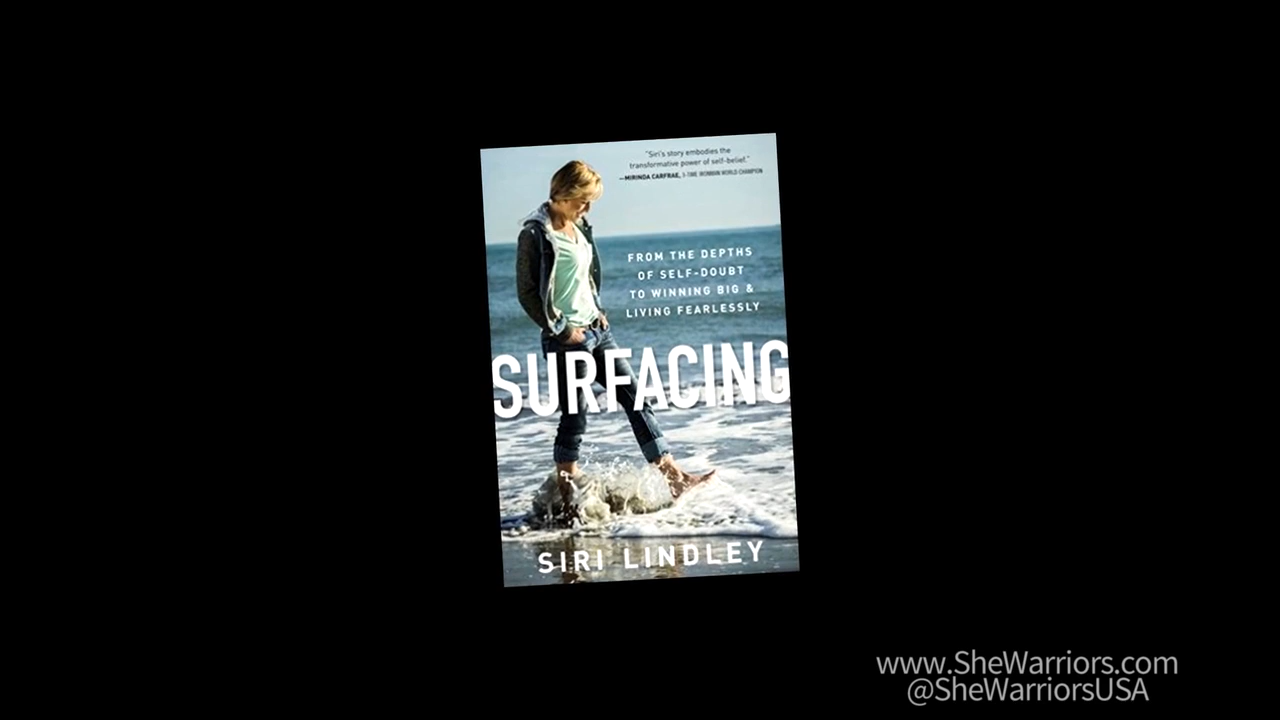 "Siri's story embodies the
transformative power of self-belief."
—MIRINDA CARFRAE, 3-TIME IRONMAN WORLD CHAMPION
FROM THE DEPTHS
OF SELF-DOUBT
TO WINNING BIG &
LIVING FEARLESSLY
SURFACING
SIRI LINDLEY
www.SheWarriors.com
@SheWarriorsUSA